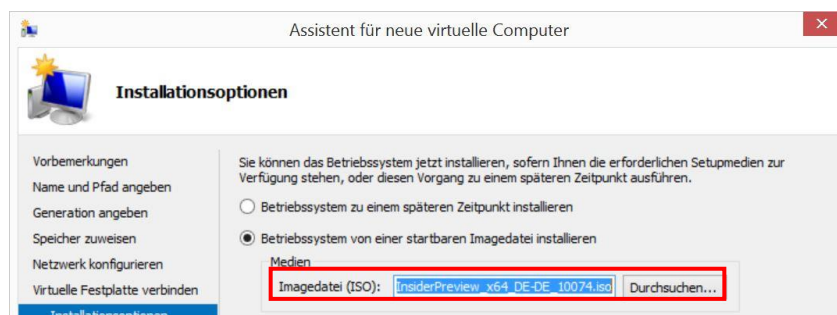 Assistent für neue virtuelle Computer
Installationsoptionen
Vorbemerkungen
Name und Pfad angeben
Generation angeben
Speicher zuweisen
Netzwerk konfigurieren
Virtuelle Festplatte verbinden
Installationsoptionen
Sie können das Betriebssystem jetzt installieren, sofern Ihnen die erforderlichen Setupmedien zur
Verfügung stehen, oder diesen Vorgang zu einem späteren Zeitpunkt ausführen.
Betriebssystem zu einem späteren Zeitpunkt installieren
Betriebssystem von einer startbaren Imagedatei installieren
Medien
Imagedatei (ISO): InsiderPreview_x64_DE-DE_10074.iso Durchsuchen...